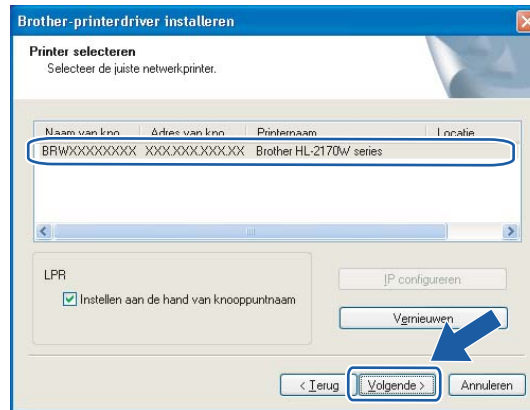 Brother-printerdriver installeren
Printer selecteren
Selecteer de juiste netwerkprinter.
Naam van kno... Adres van kno... Printernaam Locatie
BRWXXXXXXXX XXX.XXX.XXX.XX Brother HL-2170W series
LPR
Instellen aan de hand van knooppuntnaam
IP configureren
Vernieuwen
< Terug Volgende > Annuleren